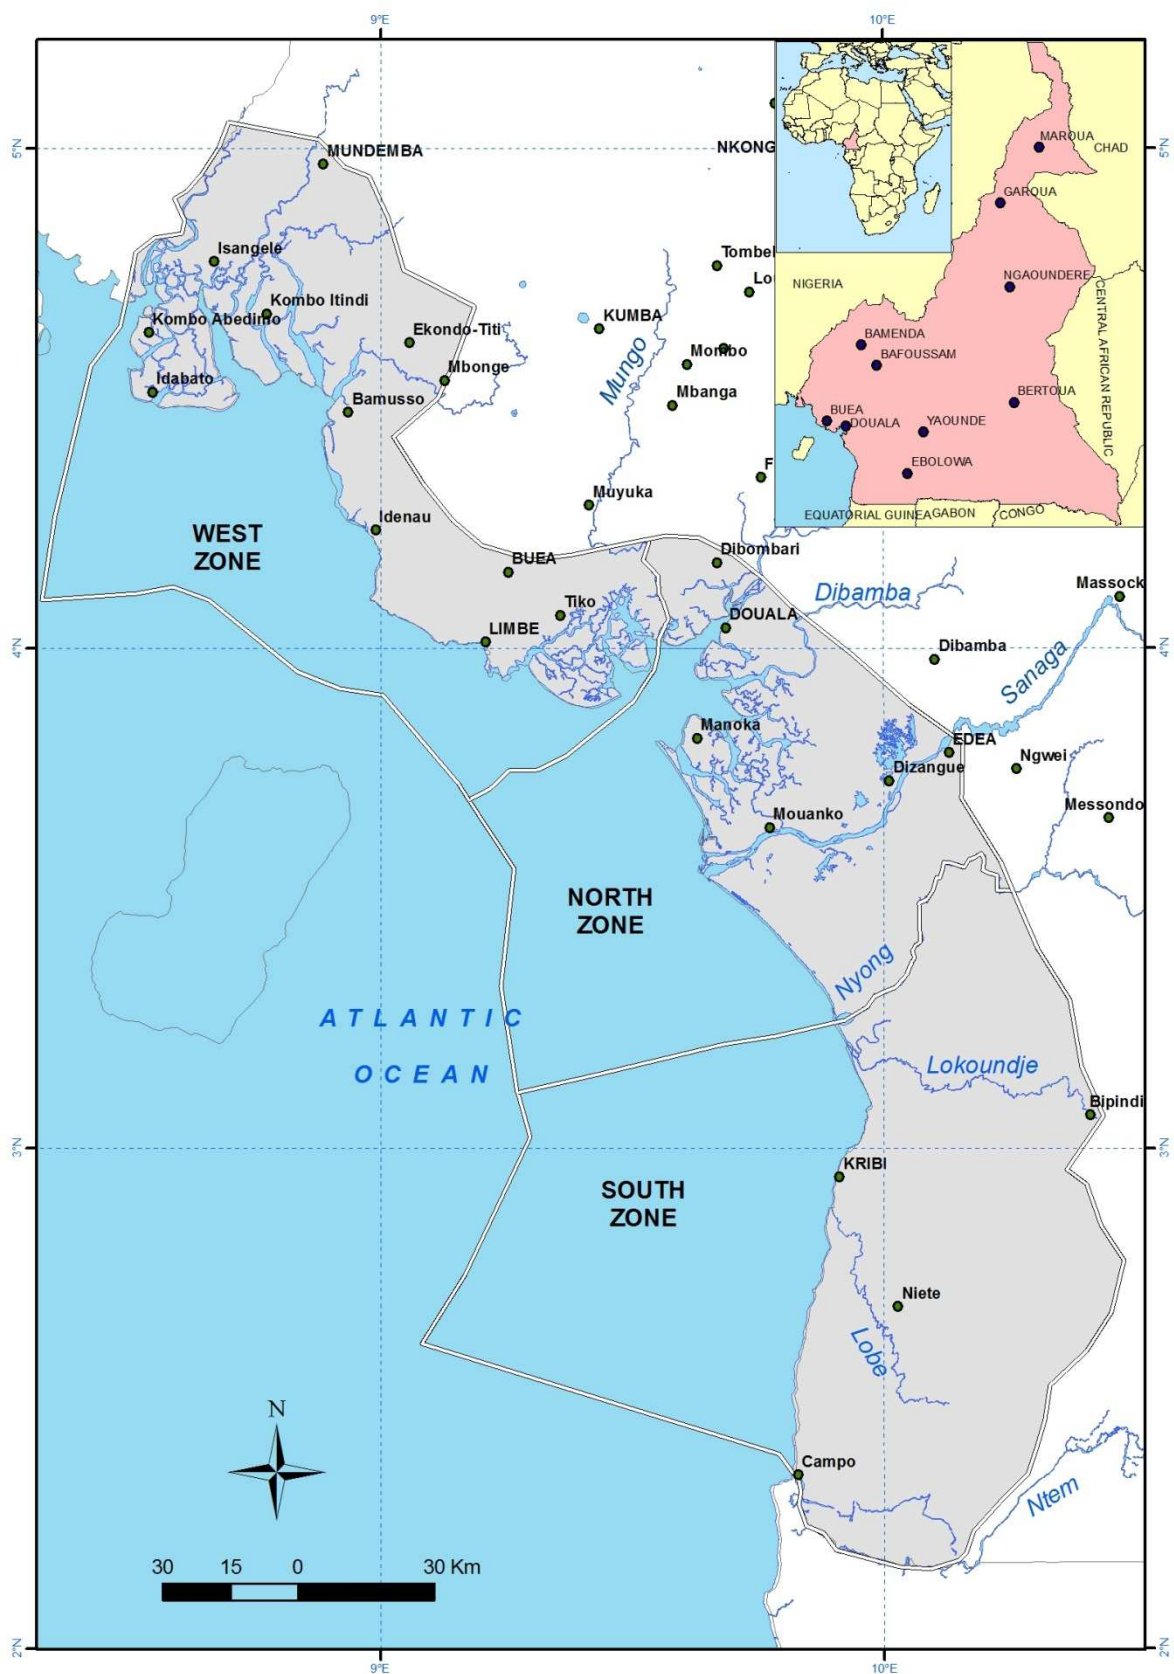 9°E
10°E
5°N
5°N
MUNDEMBA
NKONG
MAROUA
CHAD
GAROUA
Isangele
Tombel
NGAOUNDERE
NIGERIA
Lo
Kombo Itindi
Kombo Abedimo
KUMBA
Ekondo-Titi
Mungo
Mombo
BAMENDA
BAFOUSSAM
CENTRAL AFRICAN REPUBLIC
Idabato
Mbonge
Mbanga
Bamusso
BERTOUA
BUEA
DOUALA
YAOUNDE
EBOLOWA
F
Muyuka
EQUATORIAL GUINEA
GABON
CONGO
WEST
ZONE
Idenau
BUEA
Dibombari
Dibamba
Massock
Tiko
LIMBE
DOUALA
4°N
4°N
Dibamba
Sanaga
Manoka
EDEA
Ngwei
Dizangue
Messondo
Mouanko
NORTH
ZONE
Nyong
ATLANTIC
OCEAN
Lokoundje
Bipindi
3°N
3°N
KRIBI
SOUTH
ZONE
Niete
Lobe
N
Campo
Ntem
30 15 0 30 Km
2°N
2°N
9°E
10°E